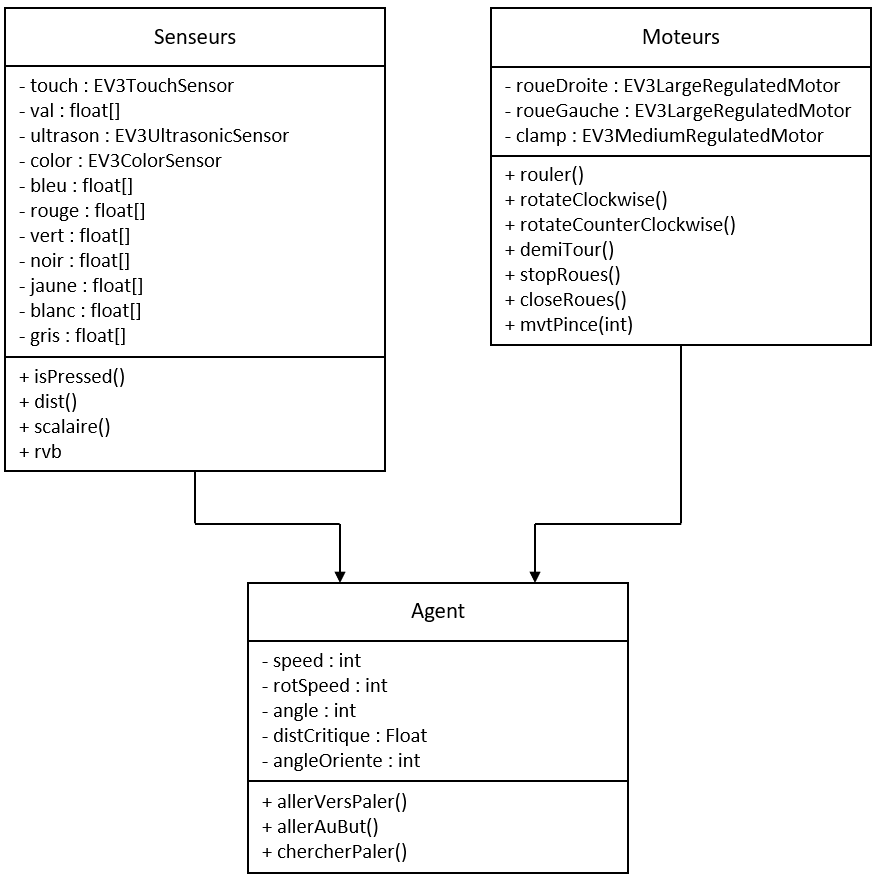 Senseurs
- touch : EV3TouchSensor
- val : float[]
- ultrason : EV3UltrasonicSensor
- color : EV3ColorSensor
- bleu : float[]
- rouge : float[]
- vert : float[]
- noir : float[]
- jaune : float[]
- blanc : float[]
- gris : float[]
+ isPressed()
+ dist()
+ scalaire()
+ rvb
Moteurs
- roueDroite : EV3LargeRegulatedMotor
- roueGauche : EV3LargeRegulatedMotor
- clamp : EV3MediumRegulatedMotor
+ rouler()
+ rotateClockwise()
+ rotateCounterClockwise()
+ demiTour()
+ stopRoues()
+ closeRoues()
+ mvtPince(int)
Agent
- speed : int
- rotSpeed : int
- angle : int
- distCritique : Float
- angleOriente : int
+ allerVersPaler()
+ allerAuBut()
+ chercherPaler()